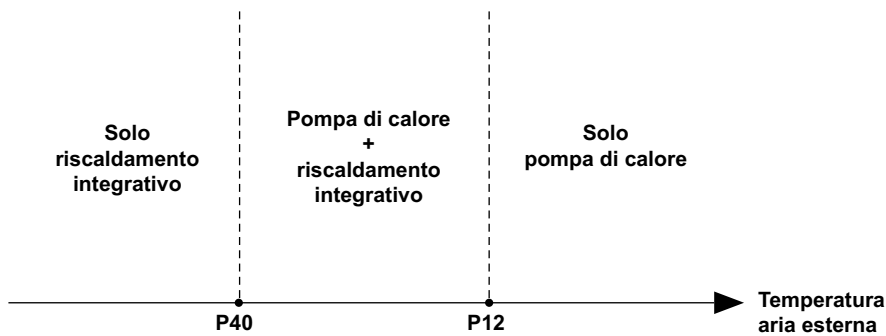 Solo
riscaldamento
integrativo
Pompa di calore
+
riscaldamento
integrativo
Solo
pompa di calore
P40
P12
Temperatura
aria esterna